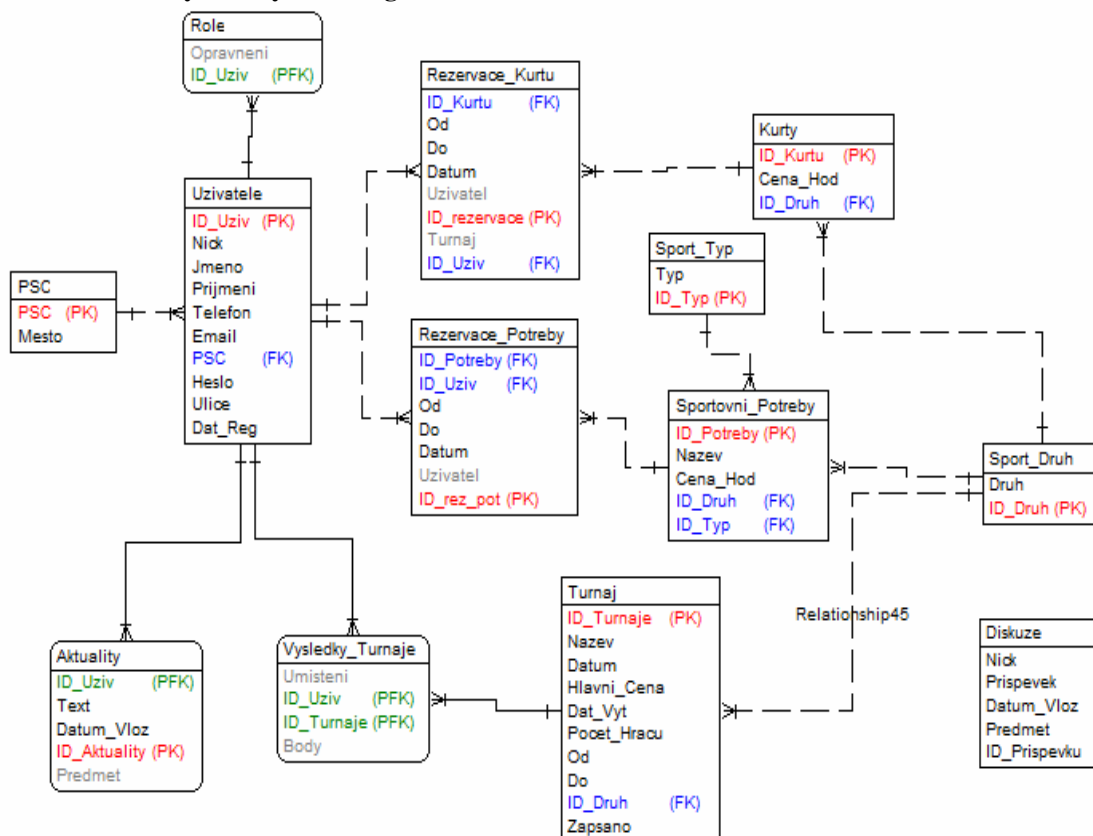 Role
Opravneni
ID_Uziv (PFK)
Rezervace_Kurtu
ID_Kurtu (FK)
Od
Do
Datum
Uzivatel
ID_rezervace (PK)
Turnaj
ID_Uziv (FK)
Kurty
ID_Kurtu (PK)
Cena_Hod
ID_Druh (FK)
Uzivatele
ID_Uziv (PK)
Nick
Jmeno
Prijmeni
Telefon
Email
PSC (FK)
Heslo
Ulice
Dat_Reg
Sport_Typ
Typ
ID_Typ (PK)
PSC
PSC (PK)
Mesto
Rezervace_Potreby
ID_Potreby (FK)
ID_Uziv (FK)
Od
Do
Datum
Uzivatel
ID_rez_pot (PK)
Sportovni_Potreby
ID_Potreby (PK)
Nazev
Cena_Hod
ID_Druh (FK)
ID_Typ (FK)
Sport_Druh
Druh
ID_Druh (PK)
Relationship45
Turnaj
ID_Turnaje (PK)
Nazev
Datum
Hlavni_Cena
Dat_Vyt
Pocet_Hracu
Od
Do
ID_Druh (FK)
Zapsano
Aktuality
ID_Uziv (PFK)
Text
Datum_Vloz
ID_Aktuality (PK)
Predmet
Vysledky_Turnaje
Umisteni
ID_Uziv (PFK)
ID_Turnaje (PFK)
Body
Diskuze
Nick
Prispevek
Datum_Vloz
Predmet
ID_Prispevku